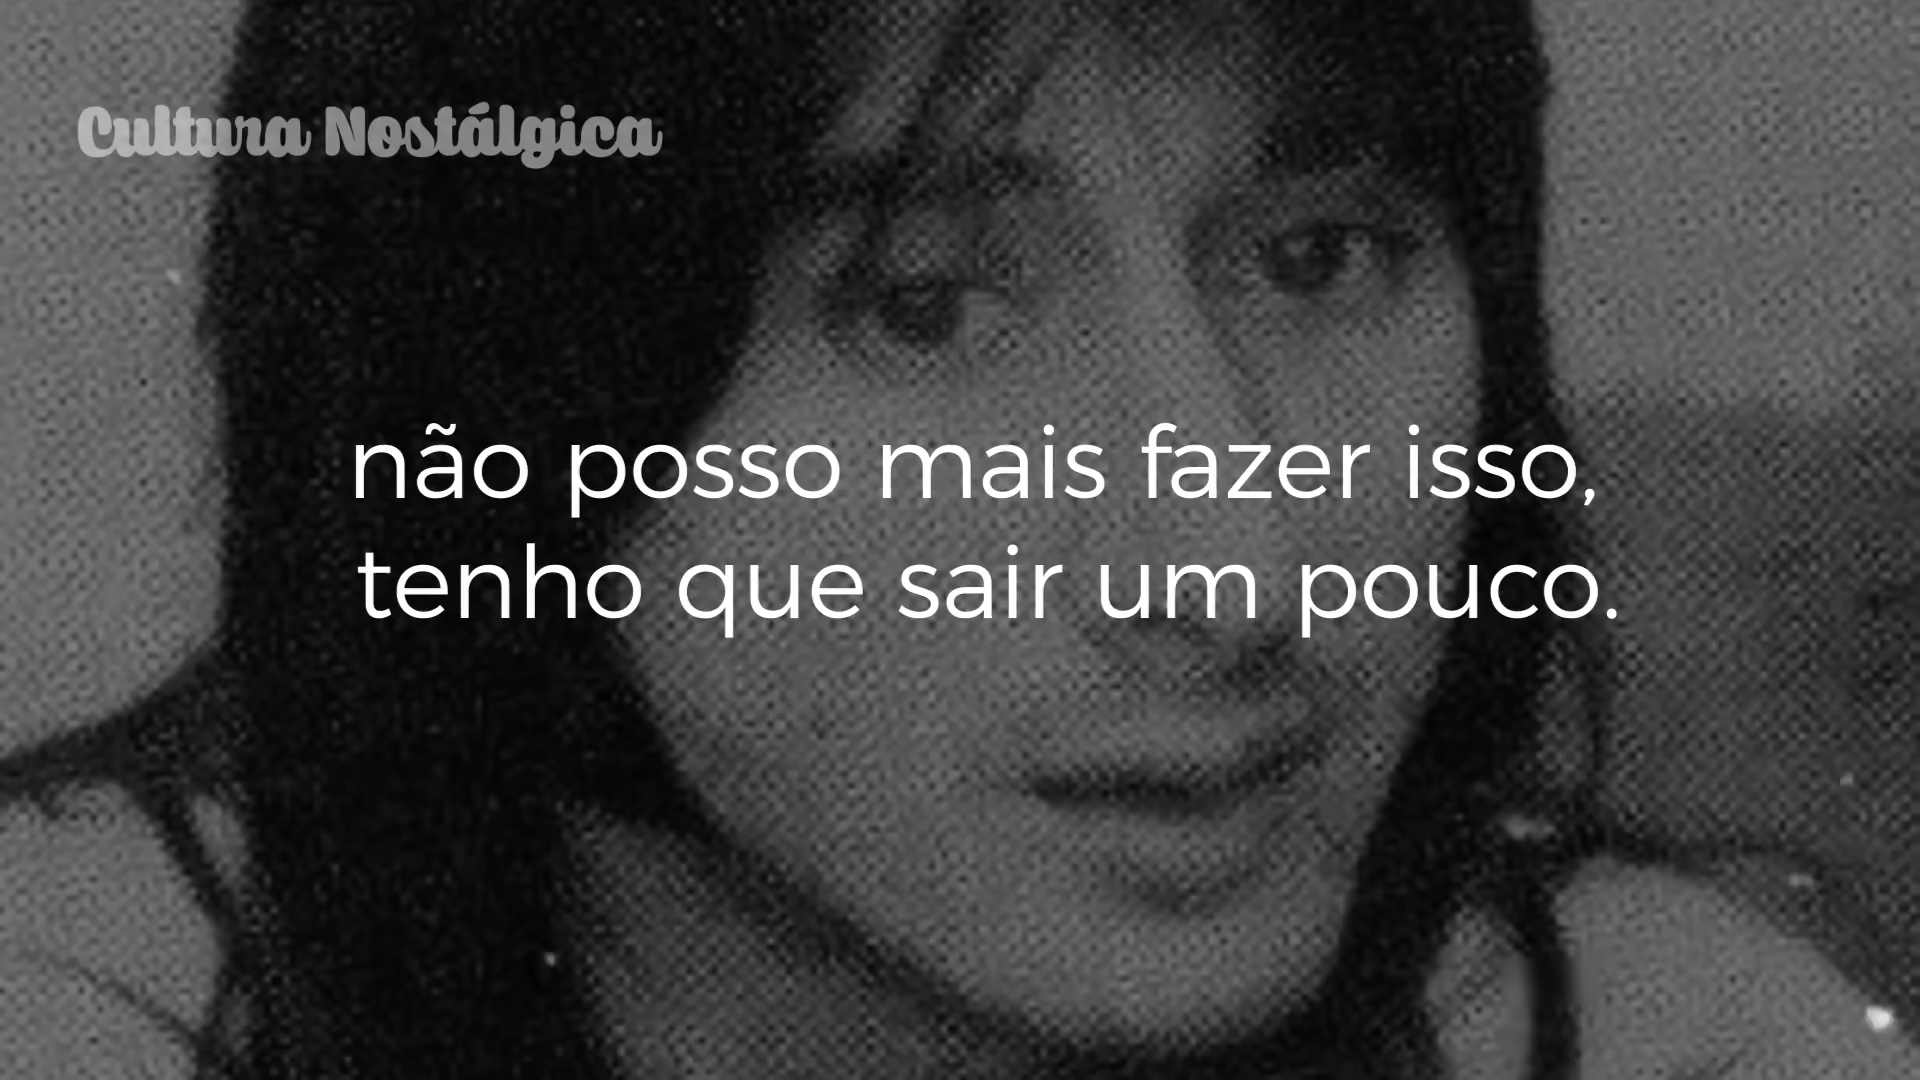 Cultura Nostálgica
não posso mais fazer isso,
tenho que sair um pouco.